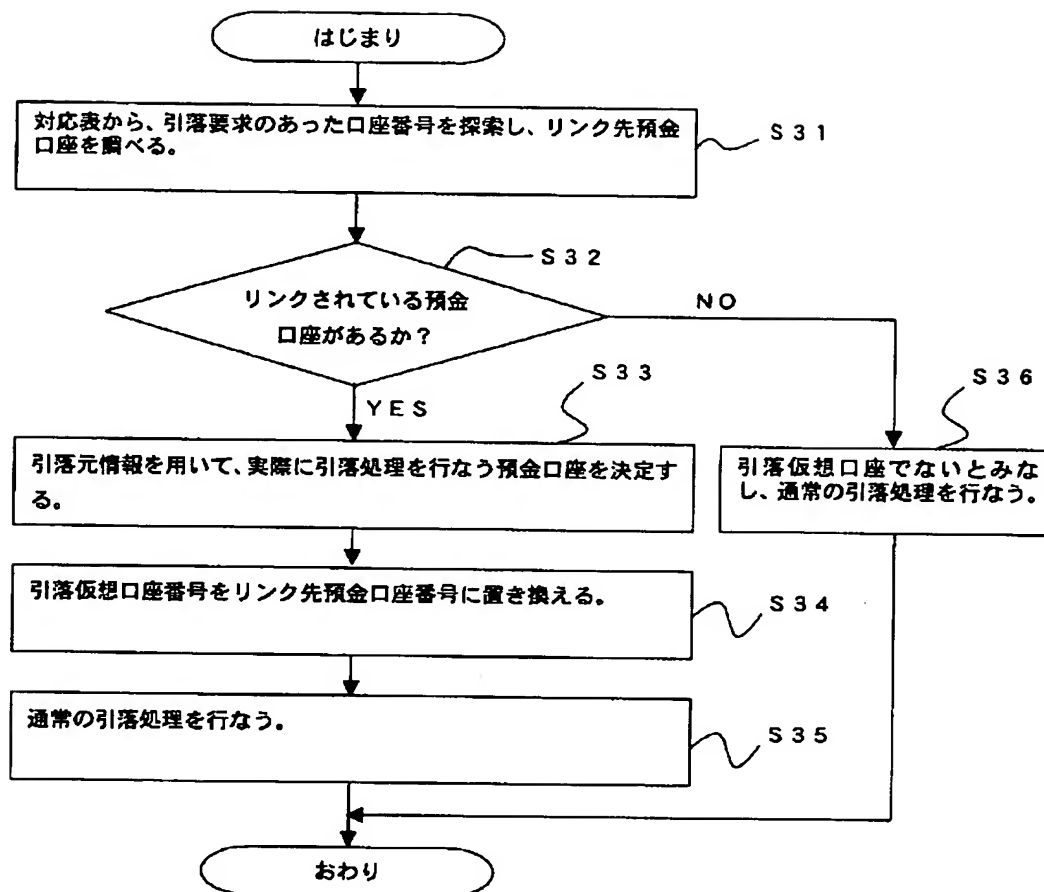 はじまり
対応表から、引落要求のあった口座番号を探索し、リンク先預金
口座を調べる。
S31
S32
リンクされている預金
口座があるか？
NO
YES
S33
S36
引落元情報を用いて、実際に引落処理を行なう預金口座を決定す
る。
引落仮想口座でないとみな
し、通常の引落処理を行なう。
引落仮想口座番号をリンク先預金口座番号に置き換える。
S34
通常の引落処理を行なう。
S35
おわり